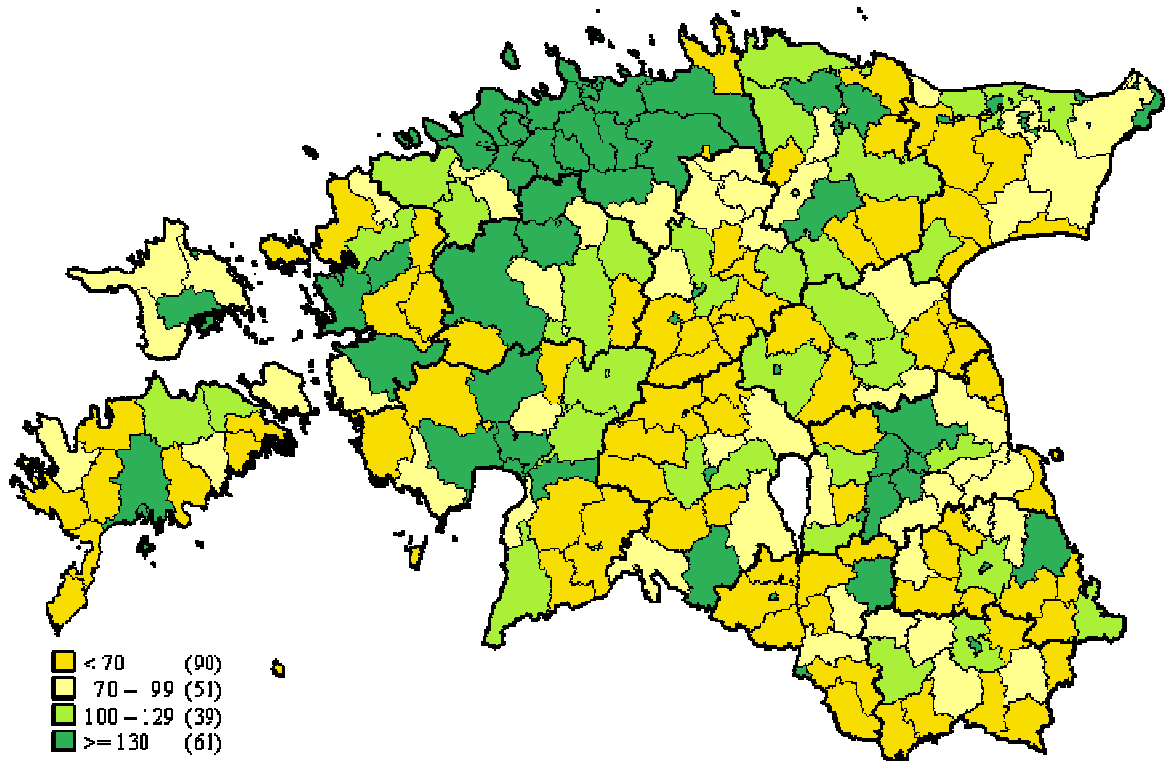 < 70 (90)
70 – 99 (51)
100 – 129 (39)
>= 130 (61)